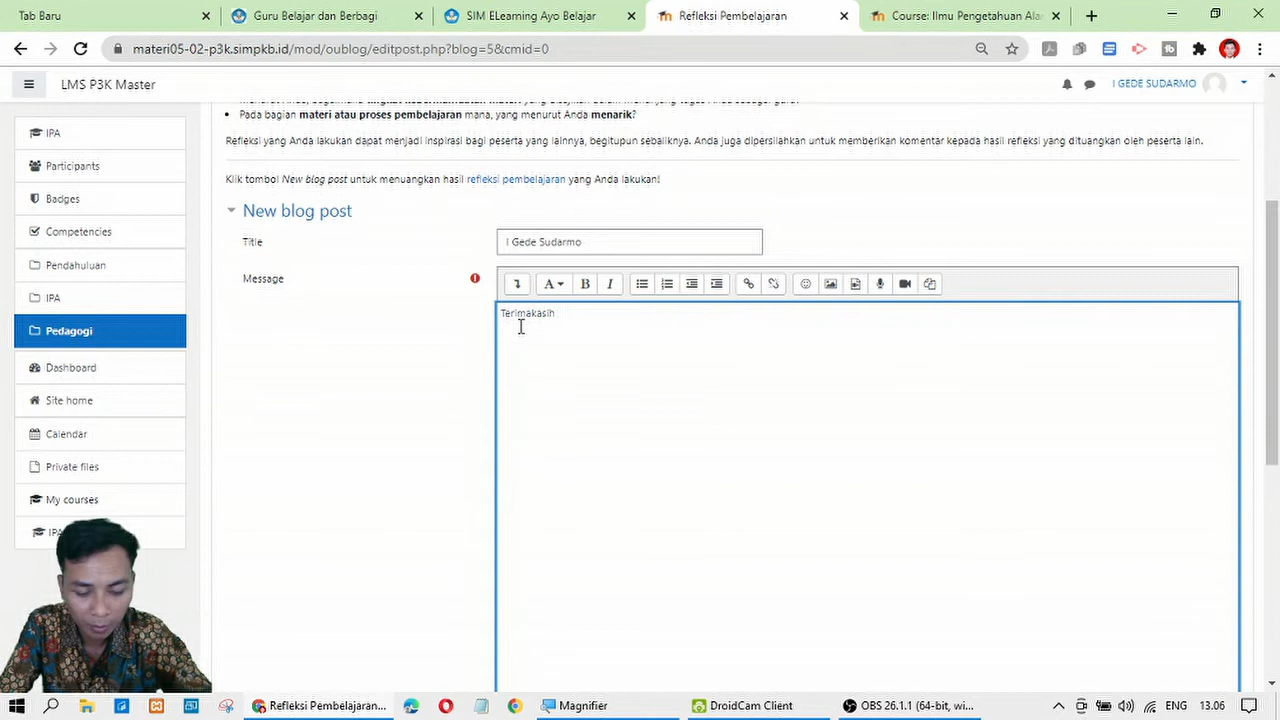 Tab Baru
Guru Belajar dan Berbagi
SIM ELearning Ayo Belajar
Refleksi Pembelajaran
Course: Ilmu Pengetahuan Ala
materi05-02-p3k.simpkb.id/mod/oublog/editpost.php?blog=5&cmid=0
LMS P3K Master
I GEDE SUDARMO
IPA
Participants
Badges
Competencies
Pendahuluan
IPA
Pedagogi
Dashboard
Site home
Calendar
Private files
My courses
IPA
Pada bagian materi atau proses pembelajaran mana, yang menurut Anda menarik?
Refleksi yang Anda lakukan dapat menjadi inspirasi bagi peserta yang lainnya, begitupun sebaliknya. Anda juga dipersilahkan untuk memberikan komentar kepada hasil refleksi yang dituangkan oleh peserta lain.
Klik tombol New blog post untuk menuangkan hasil refleksi pembelajaran yang Anda lakukan!
New blog post
Title
I Gede Sudarmo
Message
Terimakasih
Refleksi Pembelajaran...
Magnifier
DroidCam Client
OBS 26.1.1 (64-bit, wi...
ENG
13.06